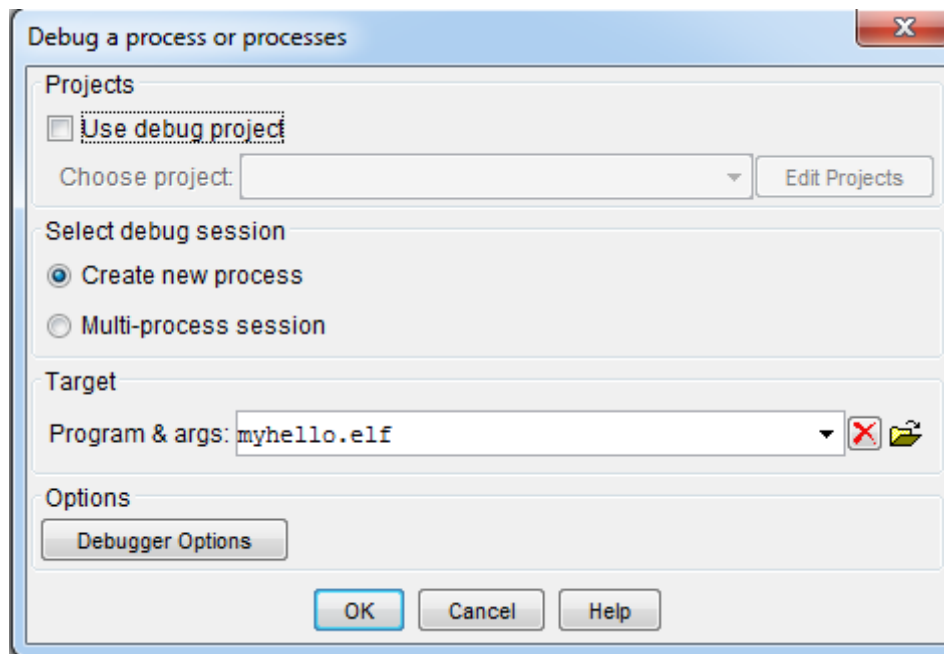 Debug a process or processes
Projects
Use debug project
Choose project:
Edit Projects
Select debug session
Create new process
Multi-process session
Target
Program & args: myhello.elf
Options
Debugger Options
OK Cancel Help